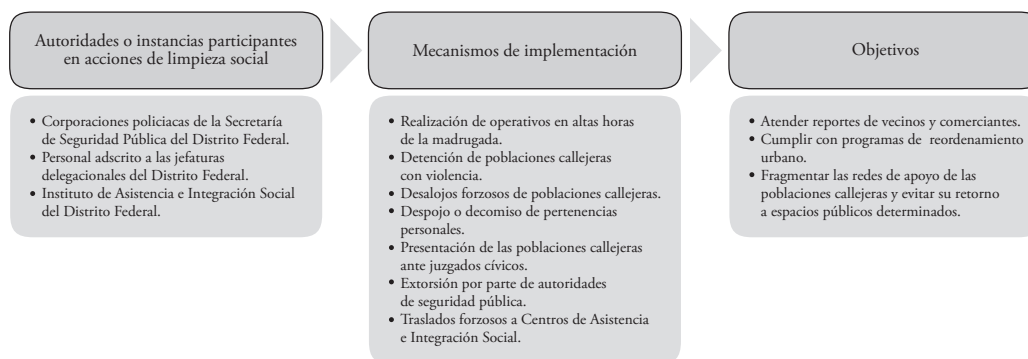 Autoridades o instancias participantes
en acciones de limpieza social
• Corporaciones policiacas de la Secretaría
de Seguridad Pública del Distrito Federal.
• Personal adscrito a las jefaturas
delegacionales del Distrito Federal.
• Instituto de Asistencia e Integración Social
del Distrito Federal.
Mecanismos de implementación
• Realización de operativos en altas horas
de la madrugada.
• Detención de poblaciones callejeras
con violencia.
• Desalojos forzosos de poblaciones callejeras.
• Despojo o decomiso de pertenencias
personales.
• Presentación de las poblaciones callejeras
ante juzgados cívicos.
• Extorsión por parte de autoridades
de seguridad pública.
• Traslados forzosos a Centros de Asistencia
e Integración Social.
Objetivos
• Atender reportes de vecinos y comerciantes.
• Cumplir con programas de reordenamiento
urbano.
• Fragmentar las redes de apoyo de las
poblaciones callejeras y evitar su retorno
a espacios públicos determinados.